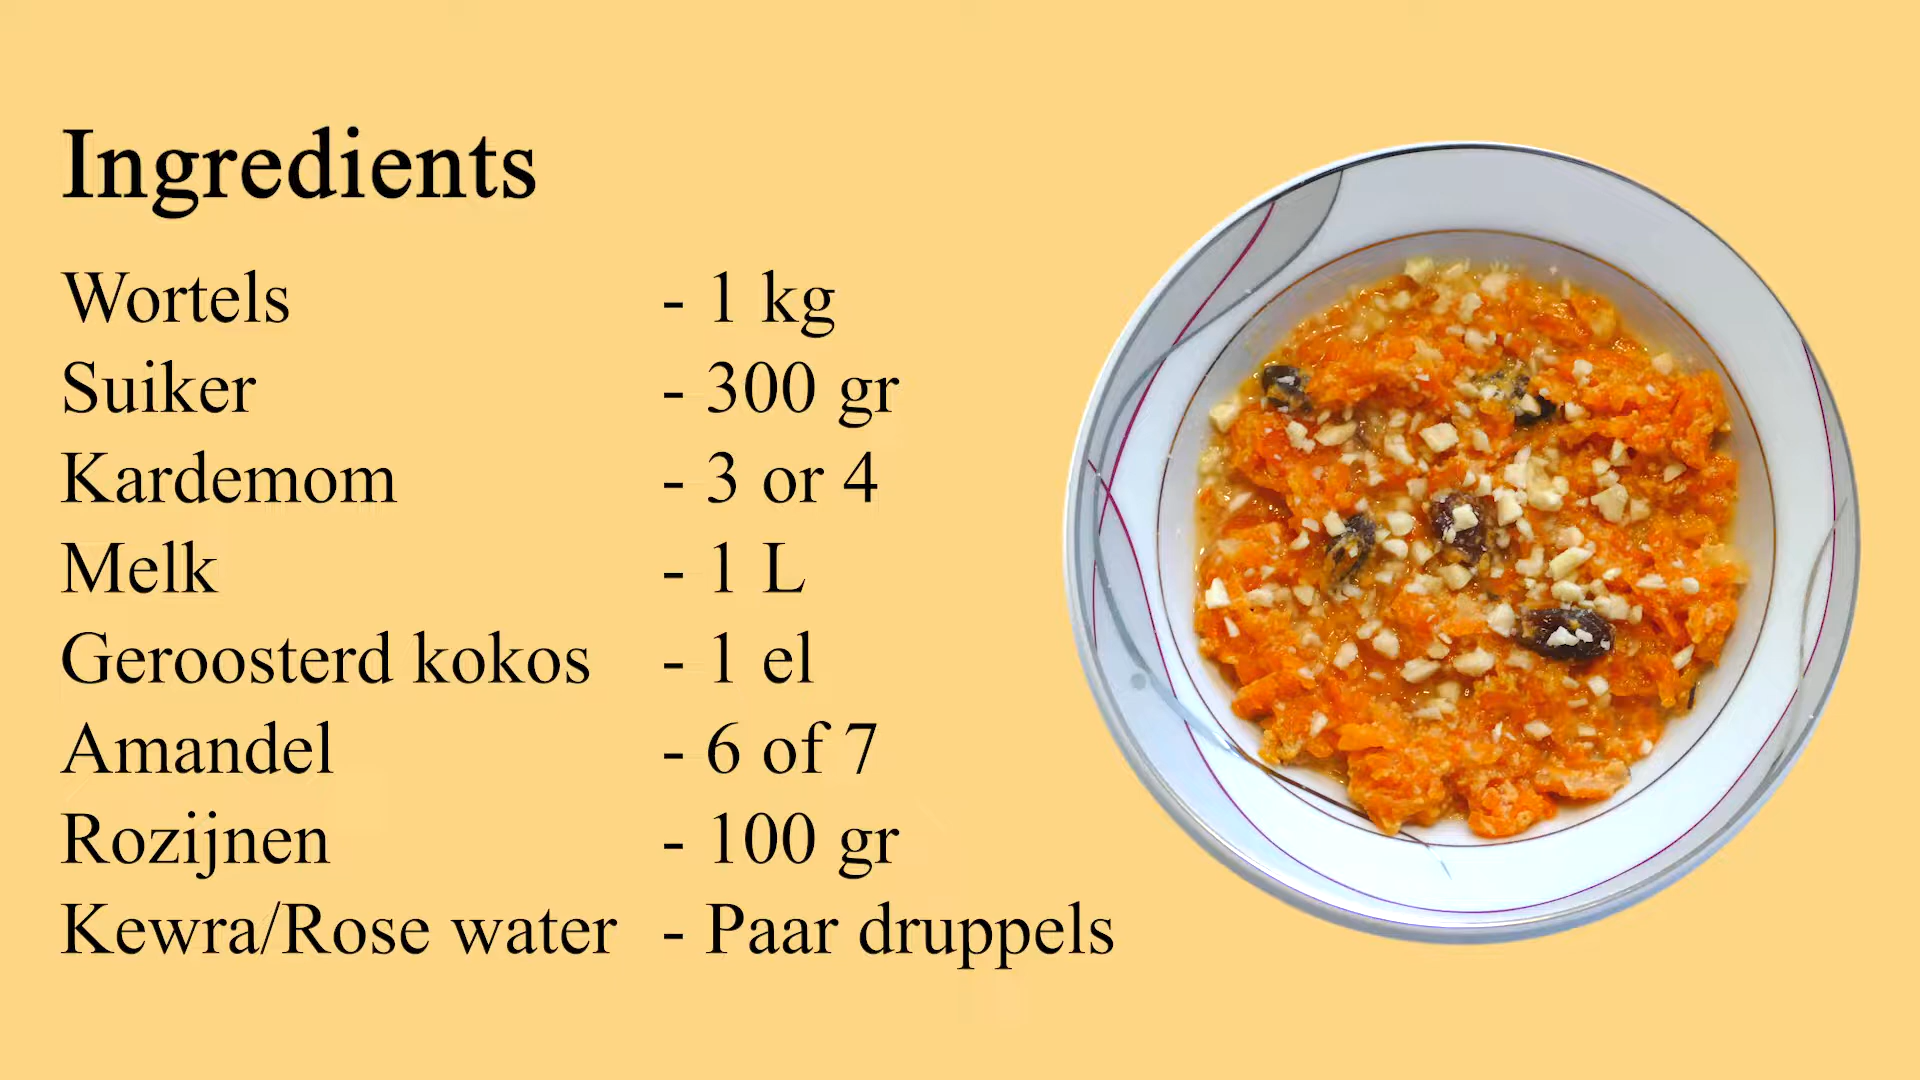 Ingredients
Wortels - 1 kg
Suiker - 300 gr
Kardemom - 3 or 4
Melk - 1 L
Geroosterd kokos - 1 el
Amandel - 6 of 7
Rozijnen - 100 gr
Kewra/Rose water - Paar druppels